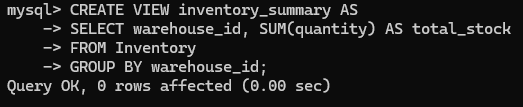 mysql> CREATE VIEW inventory_summary AS
    -> SELECT warehouse_id, SUM(quantity) AS total_stock
    -> FROM Inventory
    -> GROUP BY warehouse_id;
Query OK, 0 rows affected (0.00 sec)